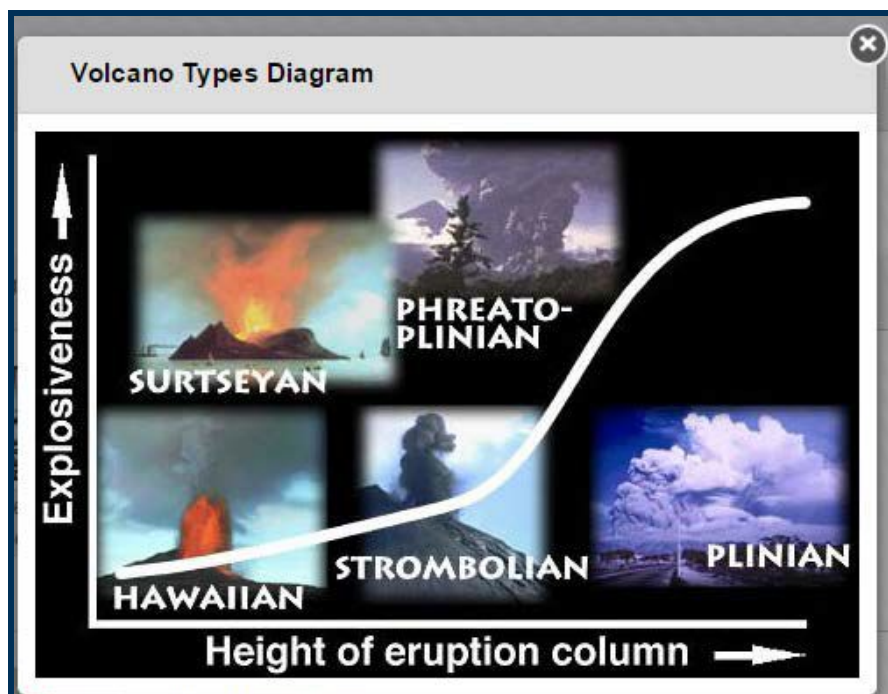 Volcano Types Diagram
Explosiveness
PHREATO-
PLINIAN
SURTSEYAN
HAWAIIAN
STROMBOLIAN
PLINIAN
Height of eruption column